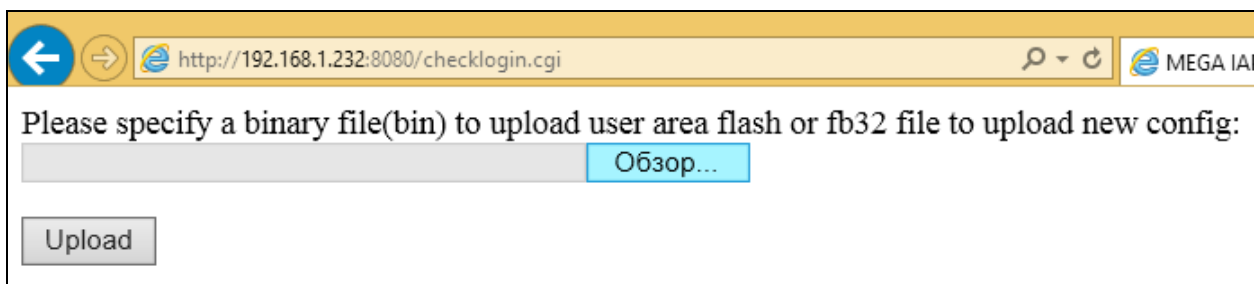 http://192.168.1.232:8080/checklogin.cgi
MEGA IAP
Please specify a binary file(bin) to upload user area flash or fb32 file to upload new config:
Обзор...
Upload